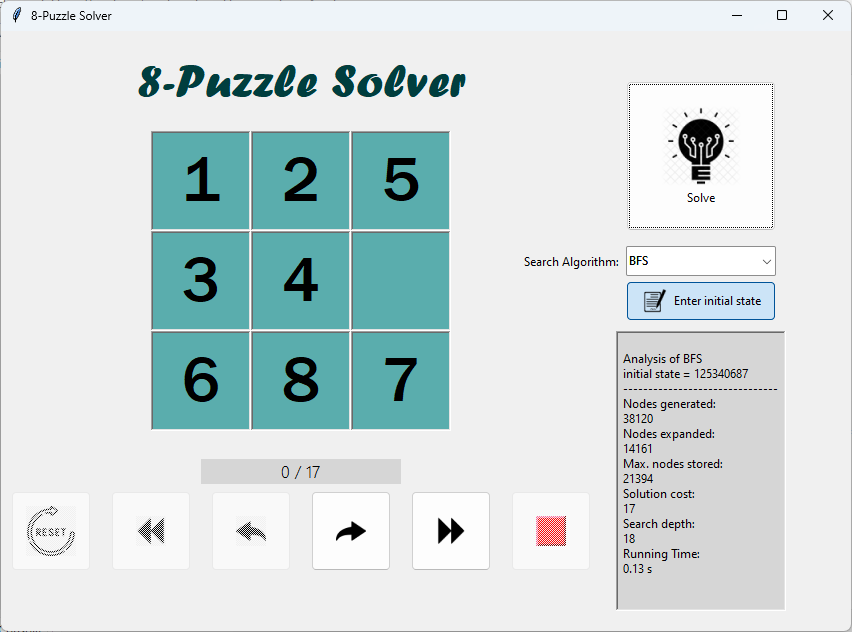 8-Puzzle Solver
8-Puzzle Solver
1 2 5
3 4
6 8 7
0 / 17
RESET
Solve
Search Algorithm: BFS
Enter initial state
Analysis of BFS
initial state = 125340687
--------------------------------
Nodes generated:
38120
Nodes expanded:
14161
Max. nodes stored:
21394
Solution cost:
17
Search depth:
18
Running Time:
0.13 s